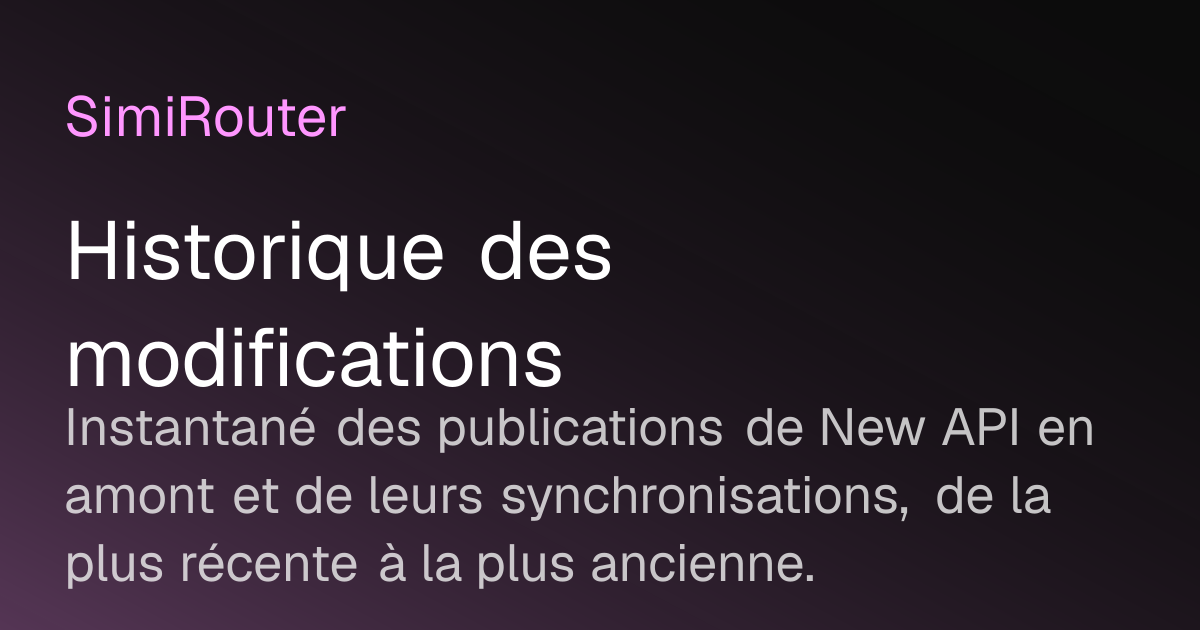 SimiRouter
Historique des
modifications
Instantané des publications de New API en
amont et de leurs synchronisations, de la
plus récente à la plus ancienne.